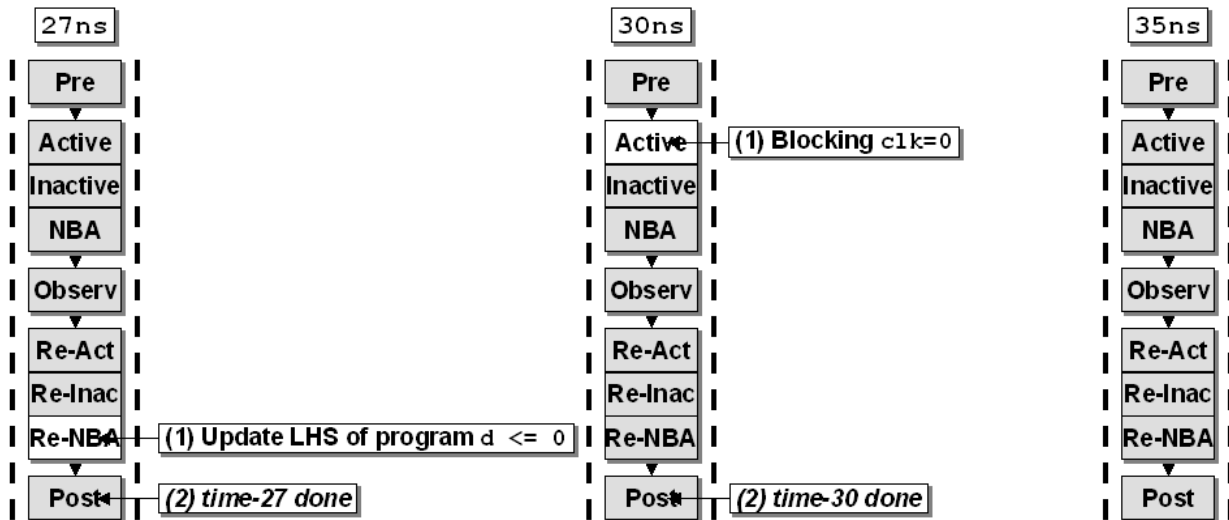 27ns
Pre
Active
Inactive
NBA
Observ
Re-Act
Re-Inac
Re-NBA
(1) Update LHS of program d <= 0
Post
(2) time-27 done
30ns
Pre
Active
(1) Blocking clk=0
Inactive
NBA
Observ
Re-Act
Re-Inac
Re-NBA
Post
(2) time-30 done
35ns
Pre
Active
Inactive
NBA
Observ
Re-Act
Re-Inac
Re-NBA
Post